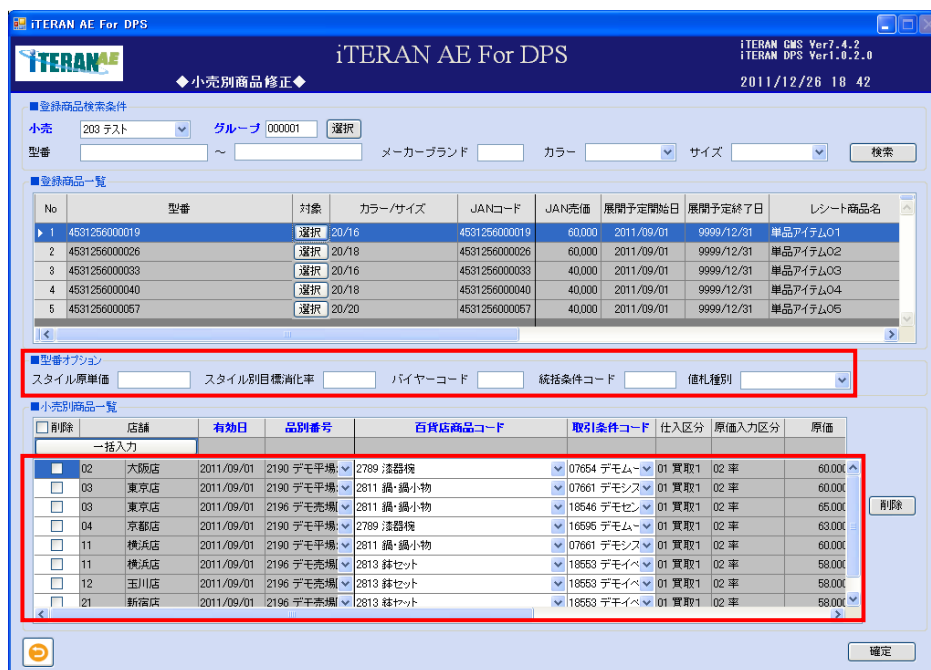 iTERAN AE For DPS
iTERAN AE
iTERAN AE For DPS
iTERAN GMS Ver7.4.2
iTERAN DPS Ver1.0.2.0
◆小売別商品修正◆
2011/12/26 18 42
■登録商品検索条件
小売 203 テスト グループ 000001 選択
型番 ～ メーカーブランド カラー サイズ 検索
■登録商品一覧
No 型番 対象 カラー/サイズ JANコード JAN売価 展開予定開始日 展開予定終了日 レシート商品名
1 4531256000019 選択 20/16 4531256000019 60,000 2011/09/01 9999/12/31 単品アイテム01
2 4531256000026 選択 20/18 4531256000026 60,000 2011/09/01 9999/12/31 単品アイテム02
3 4531256000033 選択 20/16 4531256000033 40,000 2011/09/01 9999/12/31 単品アイテム03
4 4531256000040 選択 20/18 4531256000040 40,000 2011/09/01 9999/12/31 単品アイテム04
5 4531256000057 選択 20/20 4531256000057 40,000 2011/09/01 9999/12/31 単品アイテム05
■型番オプション
スタイル原単価 スタイル別目標消化率 バイヤーコード 統括条件コード 値札種別
■小売別商品一覧
削除 店舗 有効日 品別番号 百貨店商品コード 取引条件コード 仕入区分 原価入力区分 原価
一括入力
02 大阪店 2011/09/01 2190 デモ平場 2789 漆器椀 07654 デモムー 01 買取1 02 率 60.000
03 東京店 2011/09/01 2190 デモ平場 2811 鍋・鍋小物 07661 デモシス 01 買取1 02 率 60.000
03 東京店 2011/09/01 2196 デモ売場 2811 鍋・鍋小物 18546 デモセン 01 買取1 02 率 65.000
04 京都店 2011/09/01 2190 デモ平場 2789 漆器椀 16595 デモムー 01 買取1 02 率 63.000
11 横浜店 2011/09/01 2190 デモ平場 2811 鍋・鍋小物 07661 デモシス 01 買取1 02 率 60.000
11 横浜店 2011/09/01 2196 デモ売場 2813 鉢セット 18553 デモイベ 01 買取1 02 率 58.000
12 玉川店 2011/09/01 2196 デモ売場 2813 鉢セット 18553 デモイベ 01 買取1 02 率 58.000
21 新宿店 2011/09/01 2196 デモ売場 2813 鉢セット 18553 デモイベ 01 買取1 02 率 58.000
削除
確定